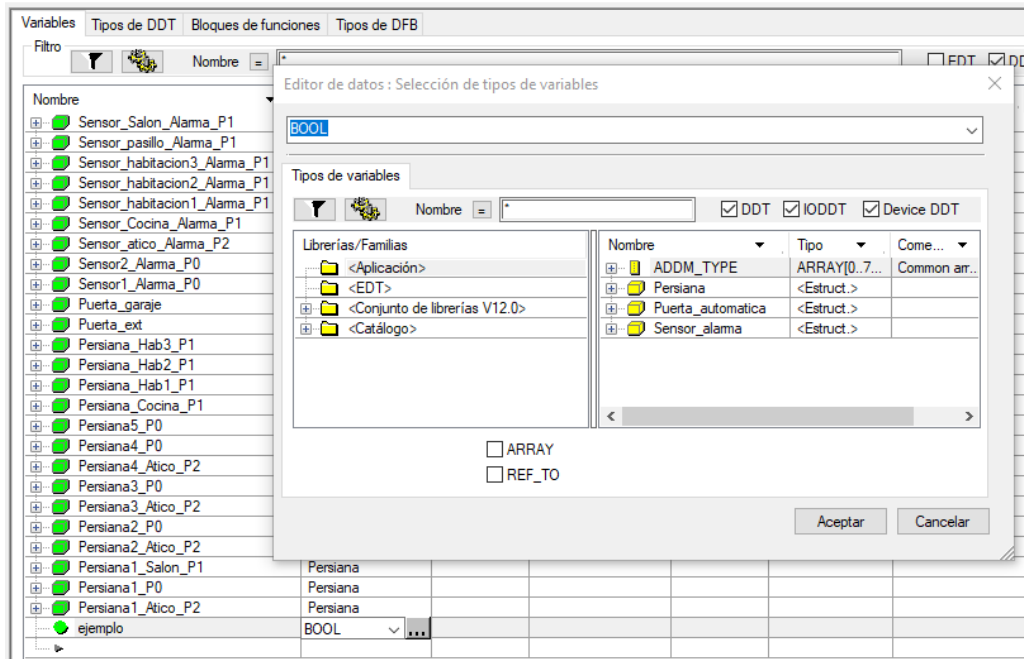 Variables Tipos de DDT Bloques de funciones Tipos de DFB
Filtro
Nombre = * EDT DD
Editor de datos : Selección de tipos de variables
Nombre
BOOL
Sensor_Salon_Alarma_P1
Sensor_pasillo_Alarma_P1
Sensor_habitacion3_Alarma_P1
Sensor_habitacion2_Alarma_P1
Sensor_habitacion1_Alarma_P1
Sensor_Cocina_Alarma_P1
Sensor_atico_Alarma_P2
Sensor2_Alarma_P0
Sensor1_Alarma_P0
Puerta_garaje
Puerta_ext
Persiana_Hab3_P1
Persiana_Hab2_P1
Persiana_Hab1_P1
Persiana_Cocina_P1
Persiana5_P0
Persiana4_P0
Persiana4_Atico_P2
Persiana3_P0
Persiana3_Atico_P2
Persiana2_P0
Persiana2_Atico_P2
Persiana1_Salon_P1 Persiana
Persiana1_P0 Persiana
Persiana1_Atico_P2 Persiana
ejemplo BOOL ...
Tipos de variables
Nombre = * DDT IODDT Device DDT
Librerías/Familias
<Aplicación>
<EDT>
<Conjunto de librerías V12.0>
<Catálogo>
Nombre Tipo Come...
ADDM_TYPE ARRAY[0..7... Common arr..
Persiana <Estruct.>
Puerta_automatica <Estruct.>
Sensor_alarma <Estruct.>
ARRAY
REF_TO
Aceptar Cancelar